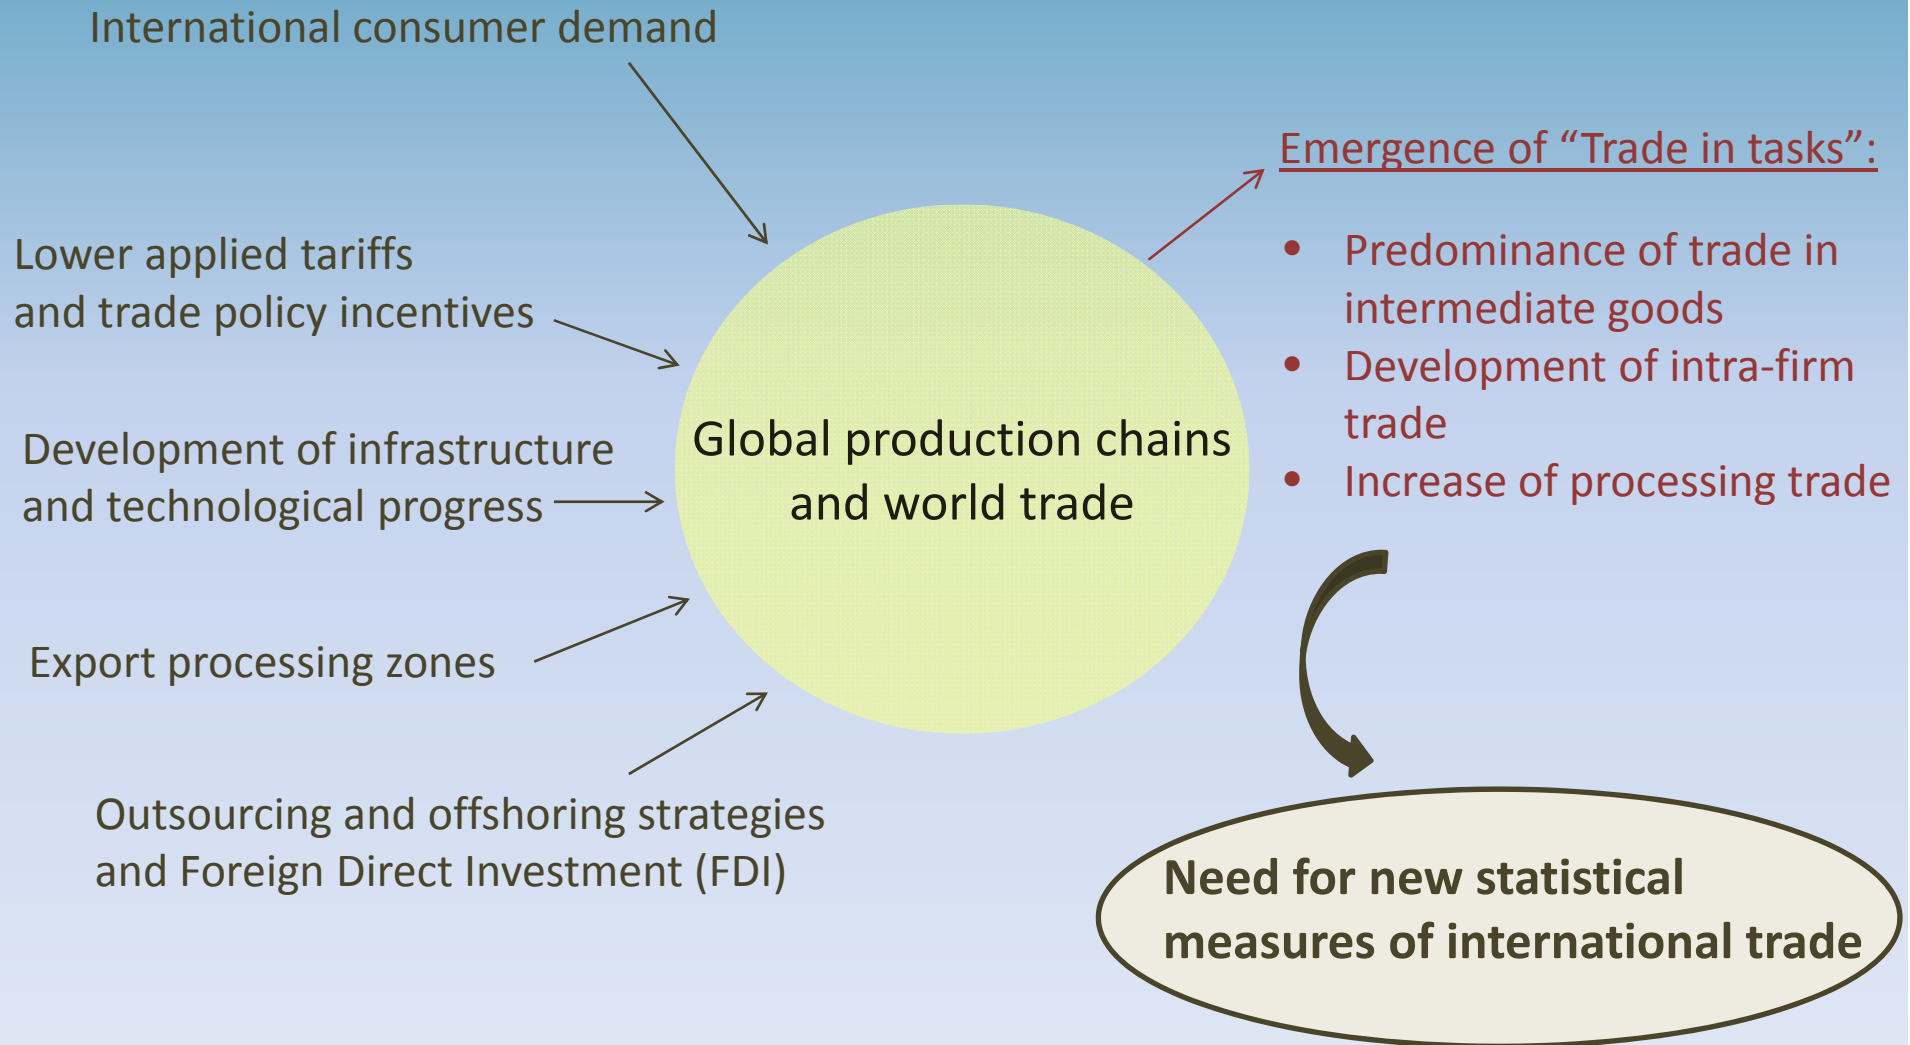 International consumer demand
Lower applied tariffs
and trade policy incentives
Development of infrastructure
and technological progress
Export processing zones
Outsourcing and offshoring strategies
and Foreign Direct Investment (FDI)
Global production chains
and world trade
Emergence of “Trade in tasks”:
• Predominance of trade in
intermediate goods
• Development of intra-firm
trade
• Increase of processing trade
Need for new statistical
measures of international trade